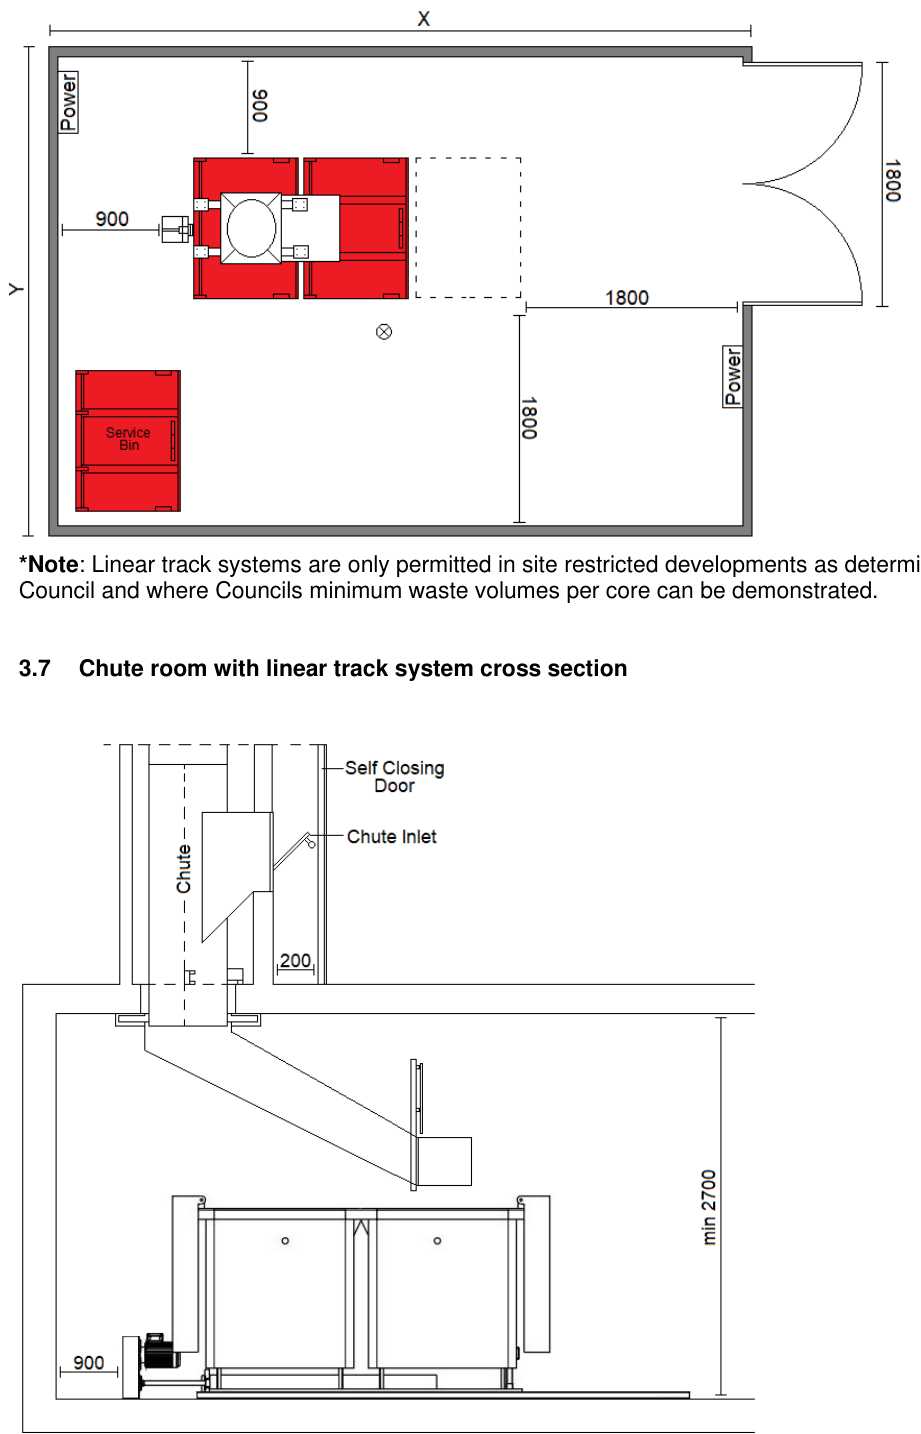 X
Power
900
900
1800
Y
1800
Power
1800
Service
Bin
*Note: Linear track systems are only permitted in site restricted developments as determi
Council and where Councils minimum waste volumes per core can be demonstrated.
3.7 Chute room with linear track system cross section
Self Closing
Door
Chute Inlet
Chute
200
min 2700
900